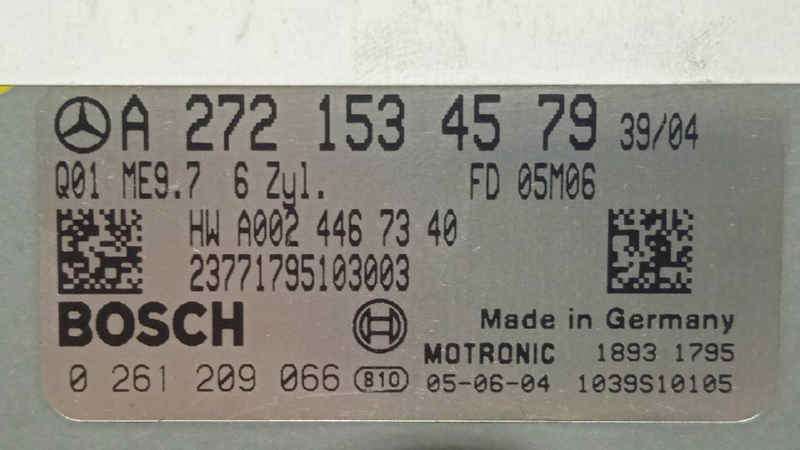 A 272 153 45 79 39/04
Q01 ME9.7 6 Zyl. FD 05M06
HW A002 446 73 40
23771795103003
BOSCH Made in Germany
MOTRONIC 1893 1795
0 261 209 066 810 05-06-04 1039S10105